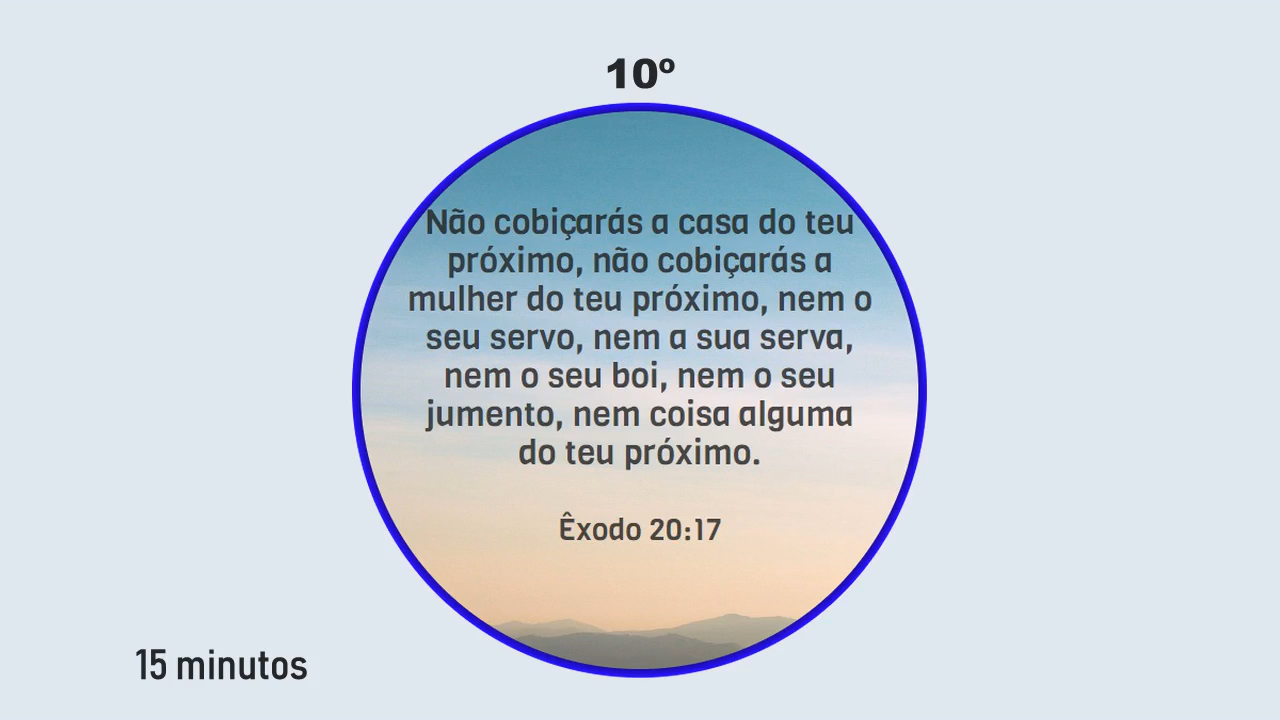 10º
Não cobiçarás a casa do teu
próximo, não cobiçarás a
mulher do teu próximo, nem o
seu servo, nem a sua serva,
nem o seu boi, nem o seu
jumento, nem coisa alguma
do teu próximo.
Êxodo 20:17
15 minutos